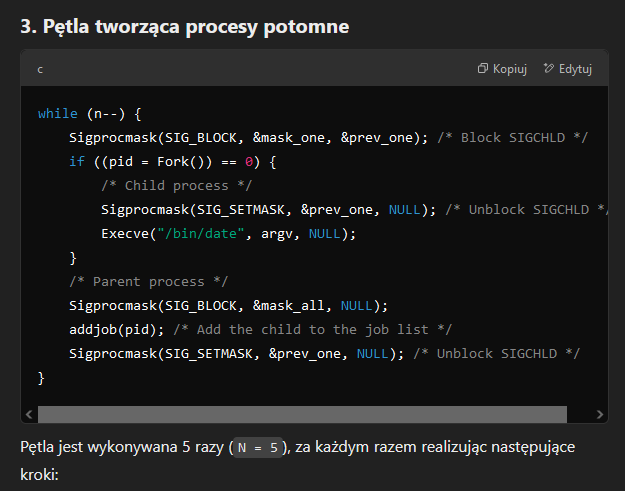 3. Pętla tworząca procesy potomne
c Kopiuj Edytuj
while (n--) {
    Sigprocmask(SIG_BLOCK, &mask_one, &prev_one); /* Block SIGCHLD */
    if ((pid = Fork()) == 0) {
        /* Child process */
        Sigprocmask(SIG_SETMASK, &prev_one, NULL); /* Unblock SIGCHLD */
        Execve("/bin/date", argv, NULL);
    }
    /* Parent process */
    Sigprocmask(SIG_BLOCK, &mask_all, NULL);
    addjob(pid); /* Add the child to the job list */
    Sigprocmask(SIG_SETMASK, &prev_one, NULL); /* Unblock SIGCHLD */
}
Pętla jest wykonywana 5 razy (N = 5), za każdym razem realizując następujące
kroki: